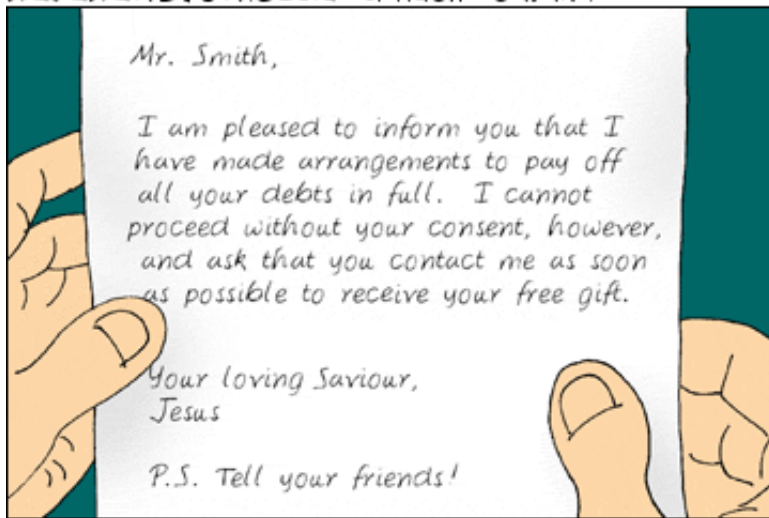 Mr. Smith,
I am pleased to inform you that I
have made arrangements to pay off
all your debts in full. I cannot
proceed without your consent, however,
and ask that you contact me as soon
as possible to receive your free gift.
Your loving Saviour,
Jesus
P.S. Tell your friends!